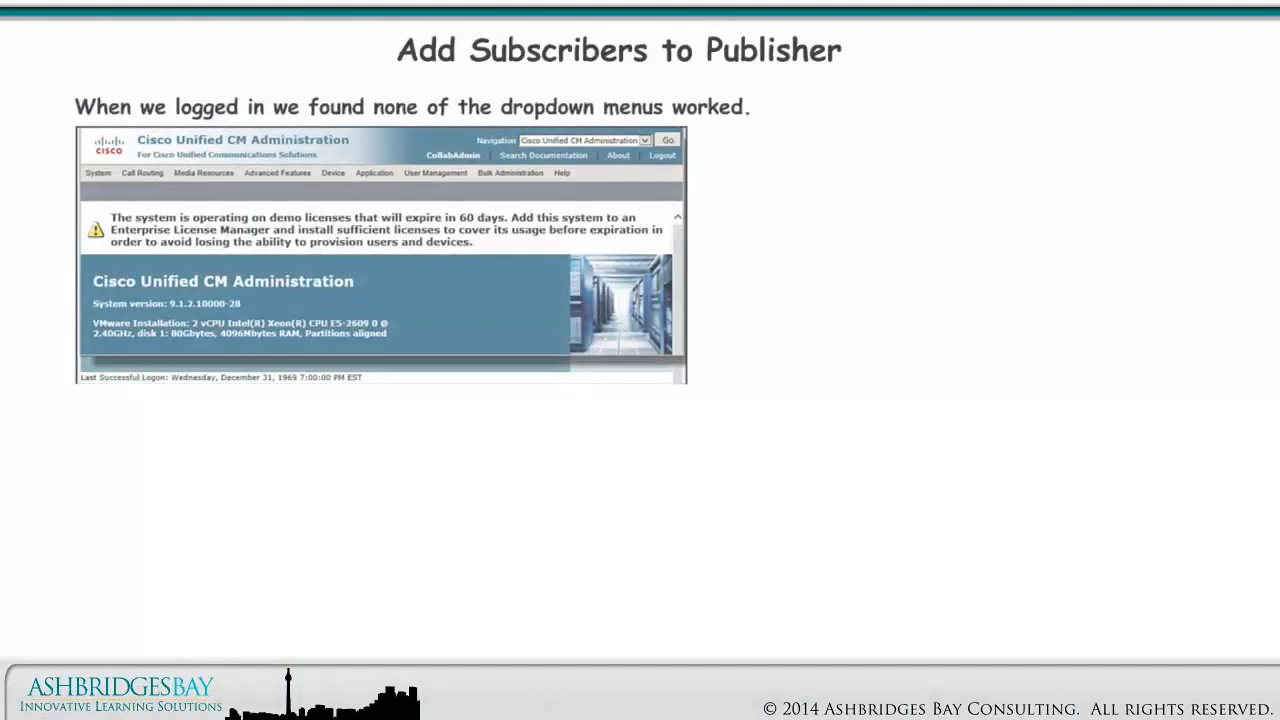 Add Subscribers to Publisher
When we logged in we found none of the dropdown menus worked.
Cisco Unified CM Administration
For Cisco Unified Communications Solutions
CISCO
Navigation Cisco Unified CM Administration Go
CollabAdmin | Search Documentation | About | Logout
System Call Routing Media Resources Advanced Features Device Application User Management Bulk Administration Help
The system is operating on demo licenses that will expire in 60 days. Add this system to an
Enterprise License Manager and install sufficient licenses to cover its usage before expiration in
order to avoid losing the ability to provision users and devices.
Cisco Unified CM Administration
System version: 9.1.2.10000-28
VMware Installation: 2 vCPU Intel(R) Xeon(R) CPU E5-2609 0 @
2.40GHz, disk 1: 80Gbytes, 4096Mbytes RAM, Partitions aligned
Last Successful Logon: Wednesday, December 31, 1969 7:00:00 PM EST
ASHBRIDGESBAY
INNOVATIVE LEARNING SOLUTIONS
© 2014 ASHBRIDGES BAY CONSULTING. ALL RIGHTS RESERVED.